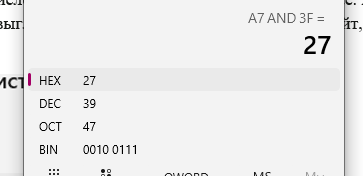 A7 AND 3F =
27
HEX 27
DEC 39
OCT 47
BIN 0010 0111
QWORD MS